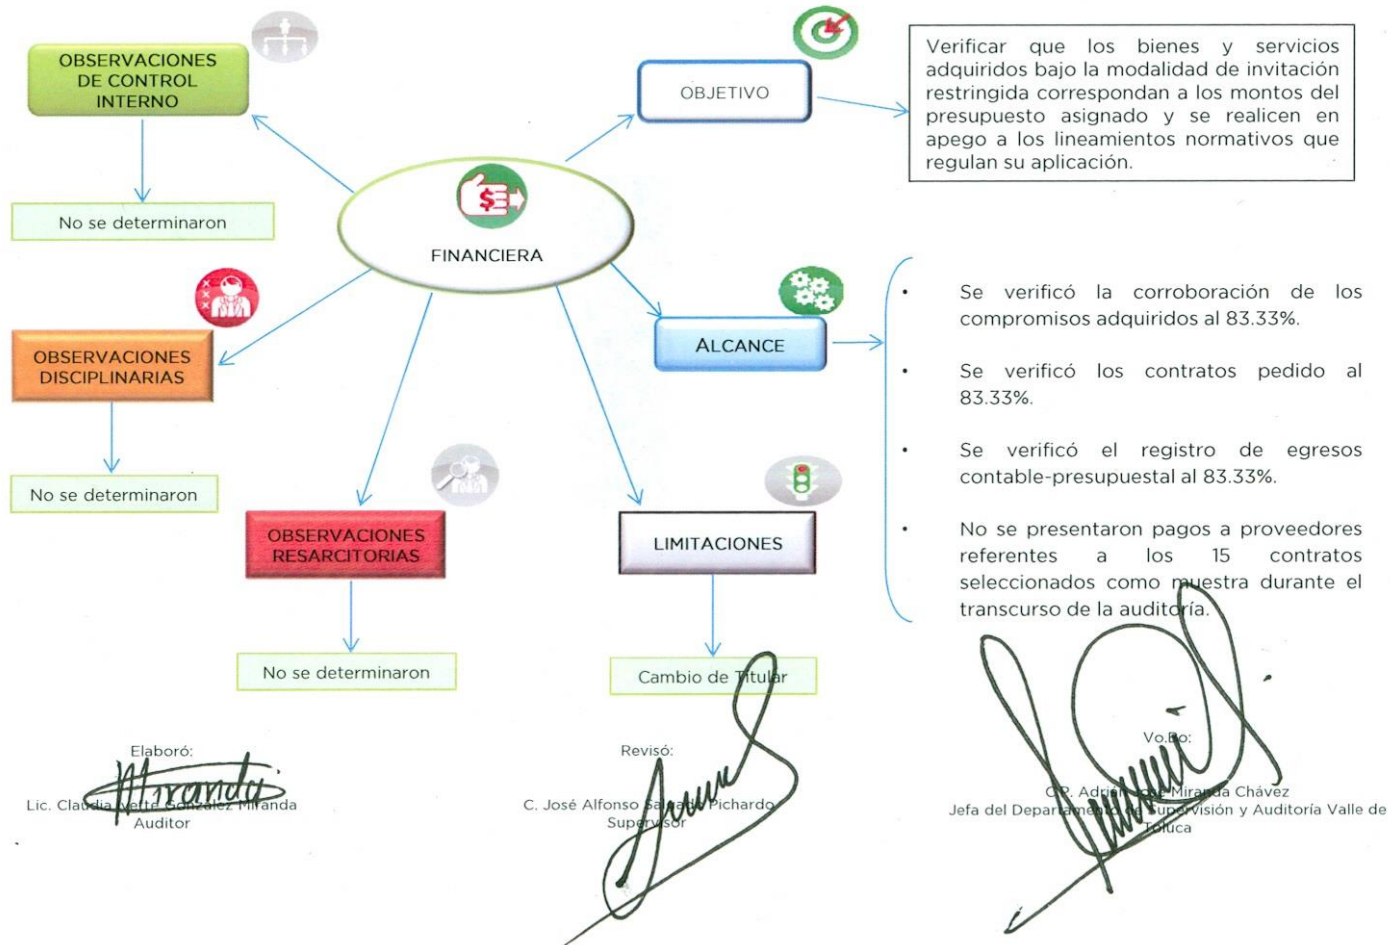 OBSERVACIONES
DE CONTROL
INTERNO
No se determinaron
OBJETIVO
Verificar que los bienes y servicios
adquiridos bajo la modalidad de invitación
restringida correspondan a los montos del
presupuesto asignado y se realicen en
apego a los lineamientos normativos que
regulan su aplicación.
$
FINANCIERA
OBSERVACIONES
DISCIPLINARIAS
No se determinaron
ALCANCE
• Se verificó la corroboración de los
compromisos adquiridos al 83.33%.
• Se verificó los contratos pedido al
83.33%.
• Se verificó el registro de egresos
contable-presupuestal al 83.33%.
• No se presentaron pagos a proveedores
referentes a los 15 contratos
seleccionados como muestra durante el
transcurso de la auditoría.
OBSERVACIONES
RESARCITORIAS
No se determinaron
LIMITACIONES
Cambio de Titular
Elaboró:
Miranda
Lic. Claudia Ivette González Miranda
Auditor
Revisó:
C. José Alfonso Salgado Pichardo
Supervisor
Vo.Bo:
C.P. Adrián José Miranda Chávez
Jefa del Departamento de Supervisión y Auditoría Valle de
Toluca